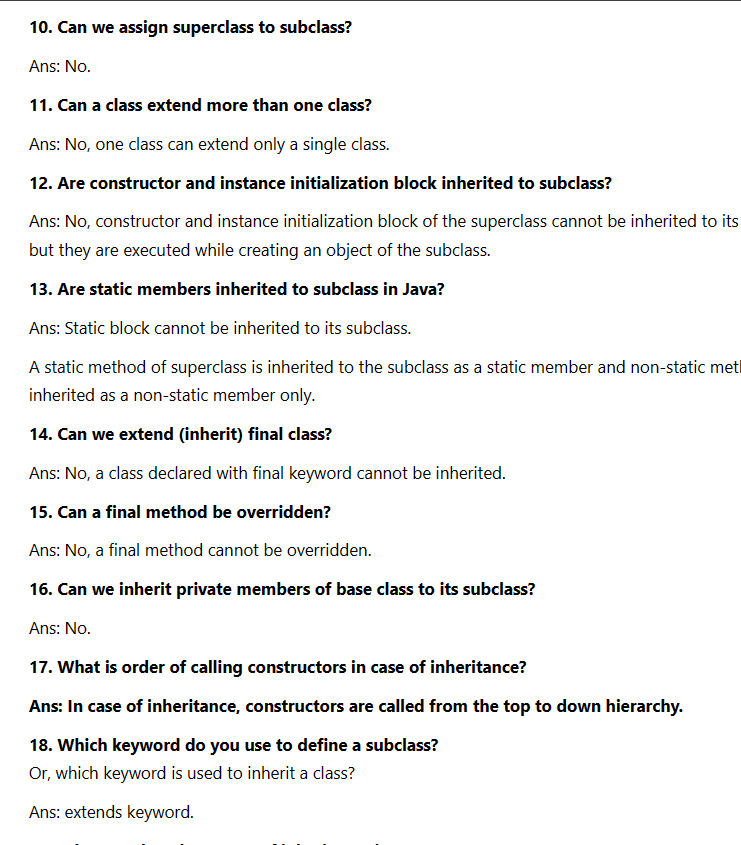 10. Can we assign superclass to subclass?
Ans: No.
11. Can a class extend more than one class?
Ans: No, one class can extend only a single class.
12. Are constructor and instance initialization block inherited to subclass?
Ans: No, constructor and instance initialization block of the superclass cannot be inherited to its
but they are executed while creating an object of the subclass.
13. Are static members inherited to subclass in Java?
Ans: Static block cannot be inherited to its subclass.
A static method of superclass is inherited to the subclass as a static member and non-static
inherited as a non-static member only.
14. Can we extend (inherit) final class?
Ans: No, a class declared with final keyword cannot be inherited.
15. Can a final method be overridden?
Ans: No, a final method cannot be overridden.
16. Can we inherit private members of base class to its subclass?
Ans: No.
17. What is order of calling constructors in case of inheritance?
Ans: In case of inheritance, constructors are called from the top to down hierarchy.
18. Which keyword do you use to define a subclass?
Or, which keyword is used to inherit a class?
Ans: extends keyword.